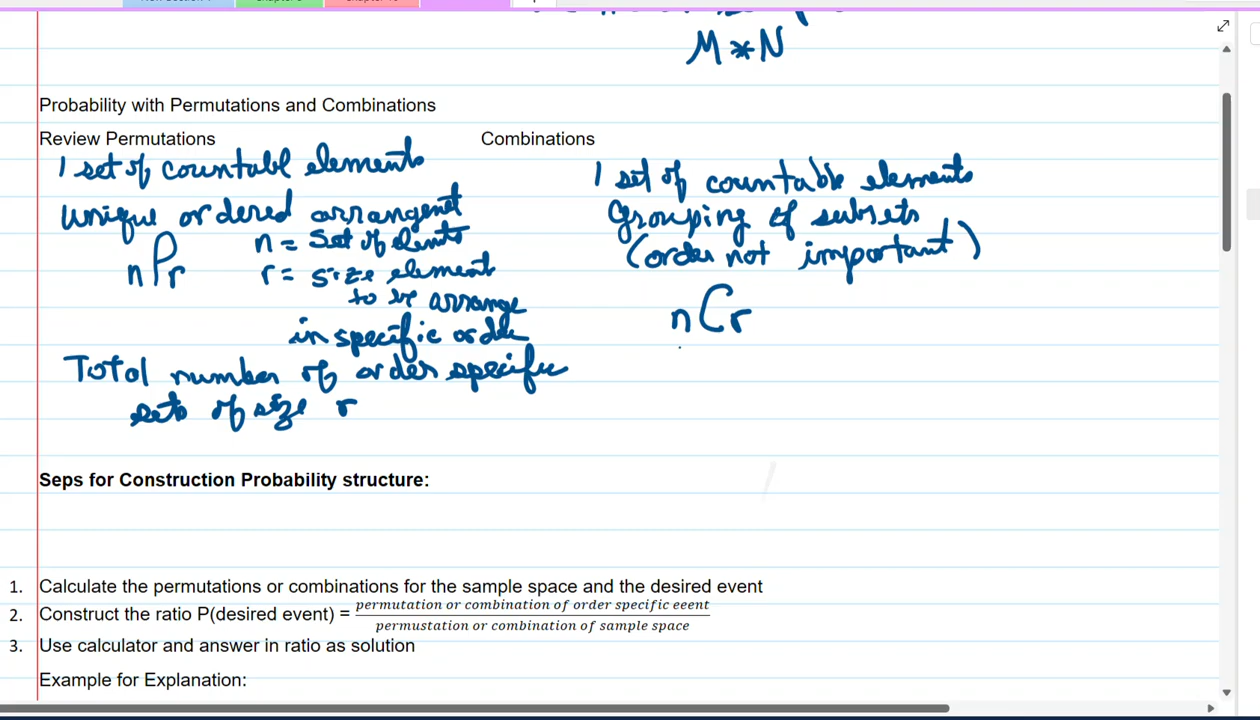 M * N
Probability with Permutations and Combinations
Review Permutations
1 set of countabl elements
unique ordered arrangenet
nPr
n = set of elemts
r = size element
to be arrange
in specific order
Total number of order specific
sets of size r
Combinations
1 set of countable elements
Grouping of subsets
(order not important)
nCr
Seps for Construction Probability structure:
1. Calculate the permutations or combinations for the sample space and the desired event
2. Construct the ratio P(desired event) = permutation or combination of order specific eeent
permustation or combination of sample space
3. Use calculator and answer in ratio as solution
Example for Explanation: